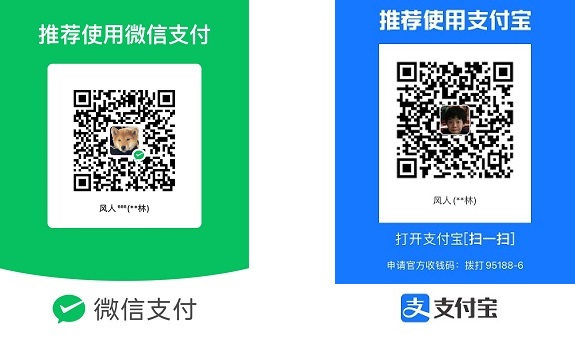 推荐使用微信支付
风人 ººº(**林)
微信支付
推荐使用支付宝
风人 (**林)
打开支付宝[扫一扫]
申请官方收钱码：拨打 95188-6
支 支付宝